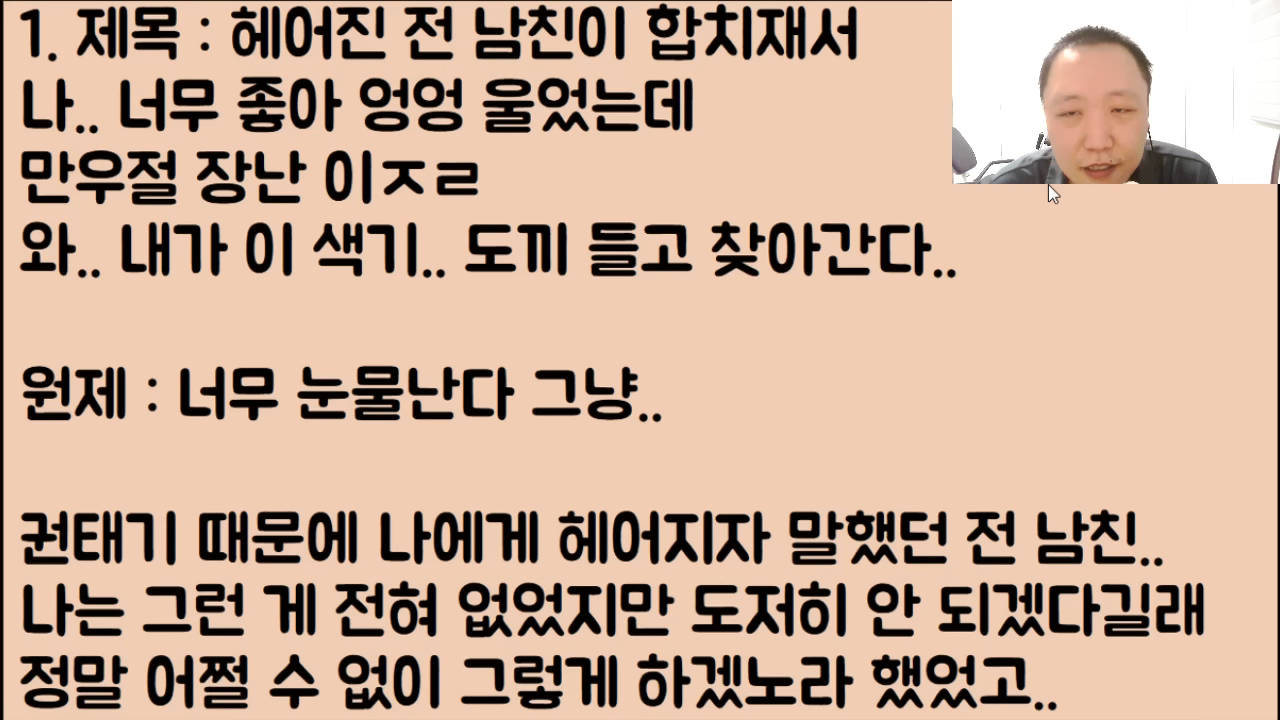 1. 제목 : 헤어진 전 남친이 합치재서
나.. 너무 좋아 엉엉 울었는데
만우절 장난 이ㅈㄹ
와.. 내가 이 색기.. 도끼 들고 찾아간다..
원제 : 너무 눈물난다 그냥..
권태기 때문에 나에게 헤어지자 말했던 전 남친..
나는 그런 게 전혀 없었지만 도저히 안 되겠다길래
정말 어쩔 수 없이 그렇게 하겠노라 했었고..